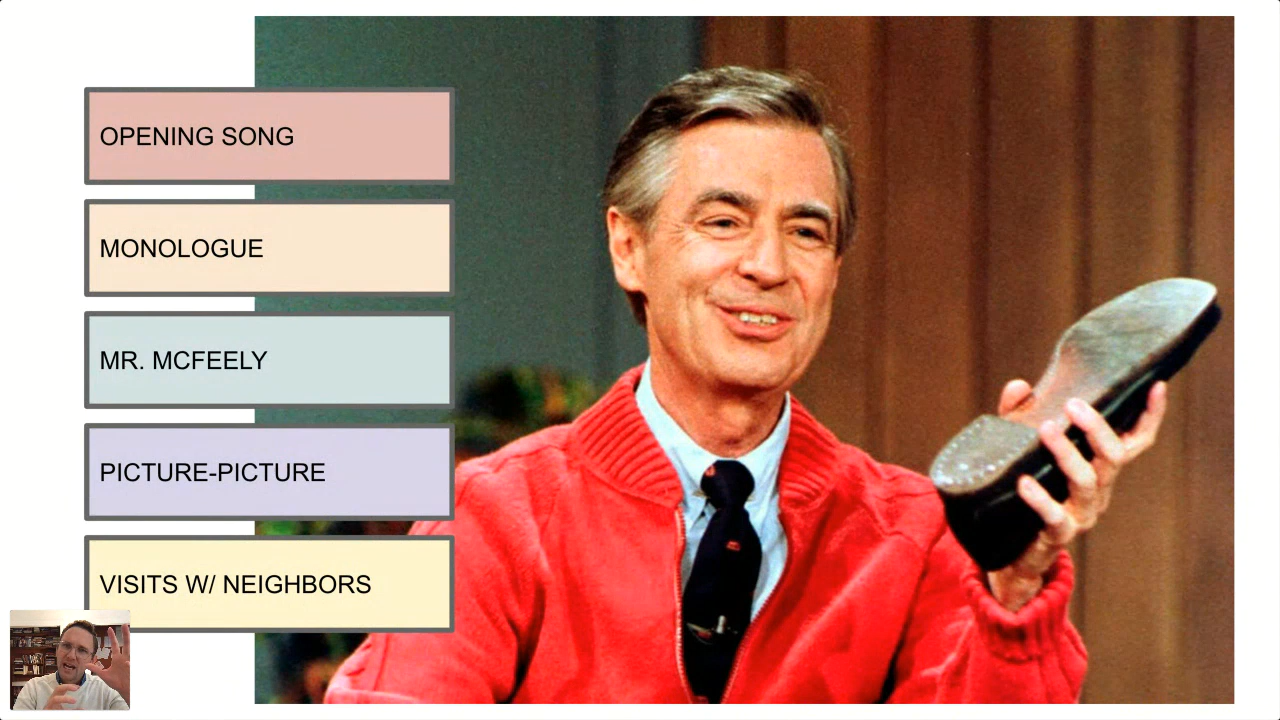 OPENING SONG
MONOLOGUE
MR. MCFEELY
PICTURE-PICTURE
VISITS W/ NEIGHBORS